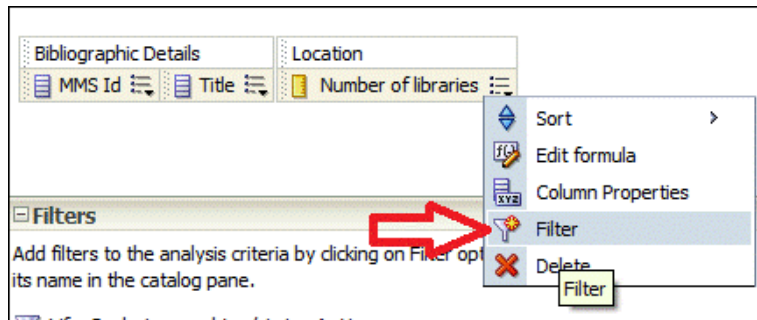 Bibliographic Details
Location
MMS Id
Title
Number of libraries
Sort
Edit formula
XYZ
Column Properties
Filters
Filter
Add filters to the analysis criteria by clicking on Filter opt
Delete
its name in the catalog pane.
Filter